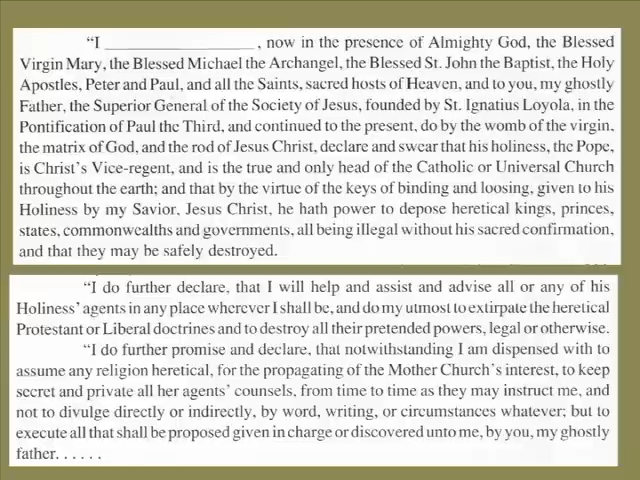 "I ____________________, now in the presence of Almighty God, the Blessed
Virgin Mary, the Blessed Michael the Archangel, the Blessed St. John the Baptist, the Holy
Apostles, Peter and Paul, and all the Saints, sacred hosts of Heaven, and to you, my ghostly
Father, the Superior General of the Society of Jesus, founded by St. Ignatius Loyola, in the
Pontification of Paul the Third, and continued to the present, do by the womb of the virgin,
the matrix of God, and the rod of Jesus Christ, declare and swear that his holiness, the Pope,
is Christ's Vice-regent, and is the true and only head of the Catholic or Universal Church
throughout the earth; and that by the virtue of the keys of binding and loosing, given to his
Holiness by my Savior, Jesus Christ, he hath power to depose heretical kings, princes,
states, commonwealths and governments, all being illegal without his sacred confirmation,
and that they may be safely destroyed.
"I do further declare, that I will help and assist and advise all or any of his
Holiness' agents in any place wherever I shall be, and do my utmost to extirpate the heretical
Protestant or Liberal doctrines and to destroy all their pretended powers, legal or otherwise.
"I do further promise and declare, that notwithstanding I am dispensed with to
assume any religion heretical, for the propagating of the Mother Church's interest, to keep
secret and private all her agents' counsels, from time to time as they may instruct me, and
not to divulge directly or indirectly, by word, writing, or circumstances whatever; but to
execute all that shall be proposed given in charge or discovered unto me, by you, my ghostly
father. . . . . .